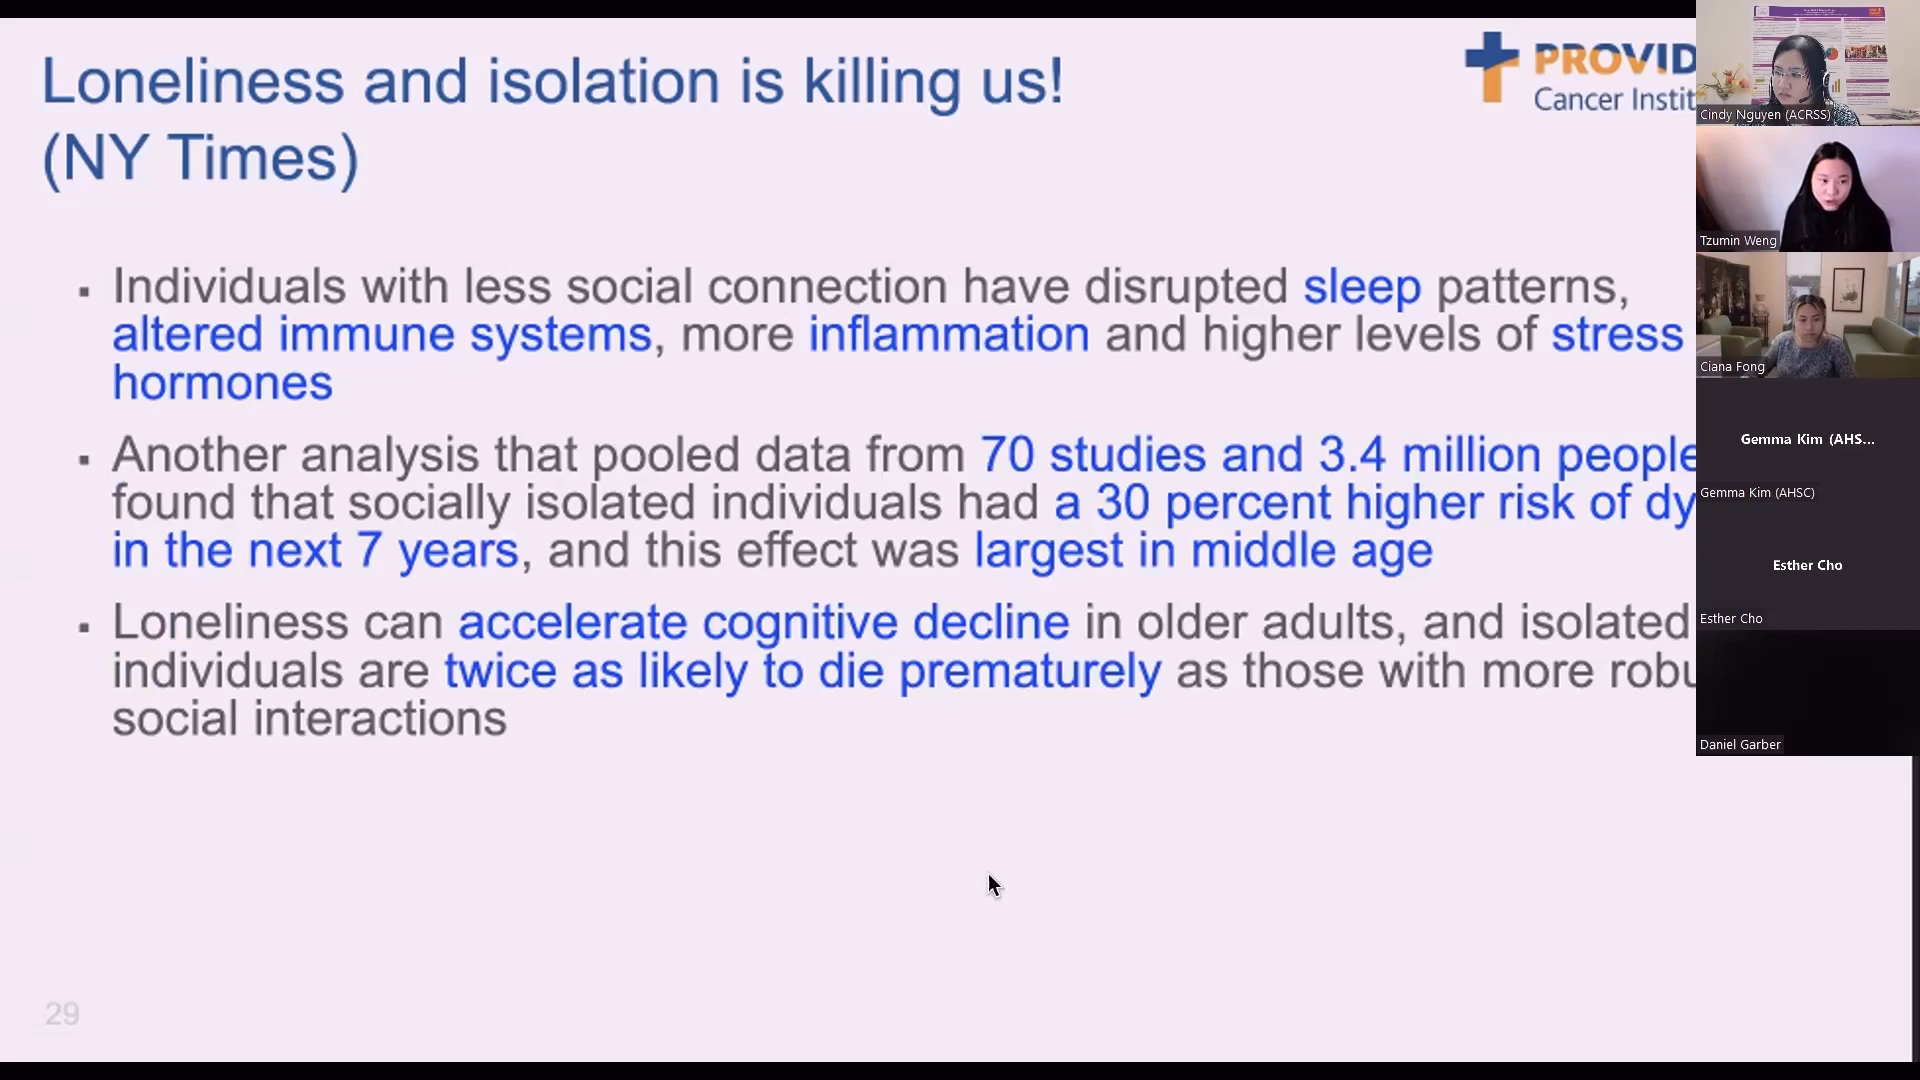 Loneliness and isolation is killing us!
(NY Times)
PROVID
Cancer Instit
▪ Individuals with less social connection have disrupted sleep patterns,
altered immune systems, more inflammation and higher levels of stress
hormones
▪ Another analysis that pooled data from 70 studies and 3.4 million people
found that socially isolated individuals had a 30 percent higher risk of dy
in the next 7 years, and this effect was largest in middle age
▪ Loneliness can accelerate cognitive decline in older adults, and isolated
individuals are twice as likely to die prematurely as those with more robu
social interactions
29
Cindy Nguyen (ACRSS)
Tzumin Weng
Ciana Fong
Gemma Kim (AHS...
Gemma Kim (AHSC)
Esther Cho
Esther Cho
Daniel Garber